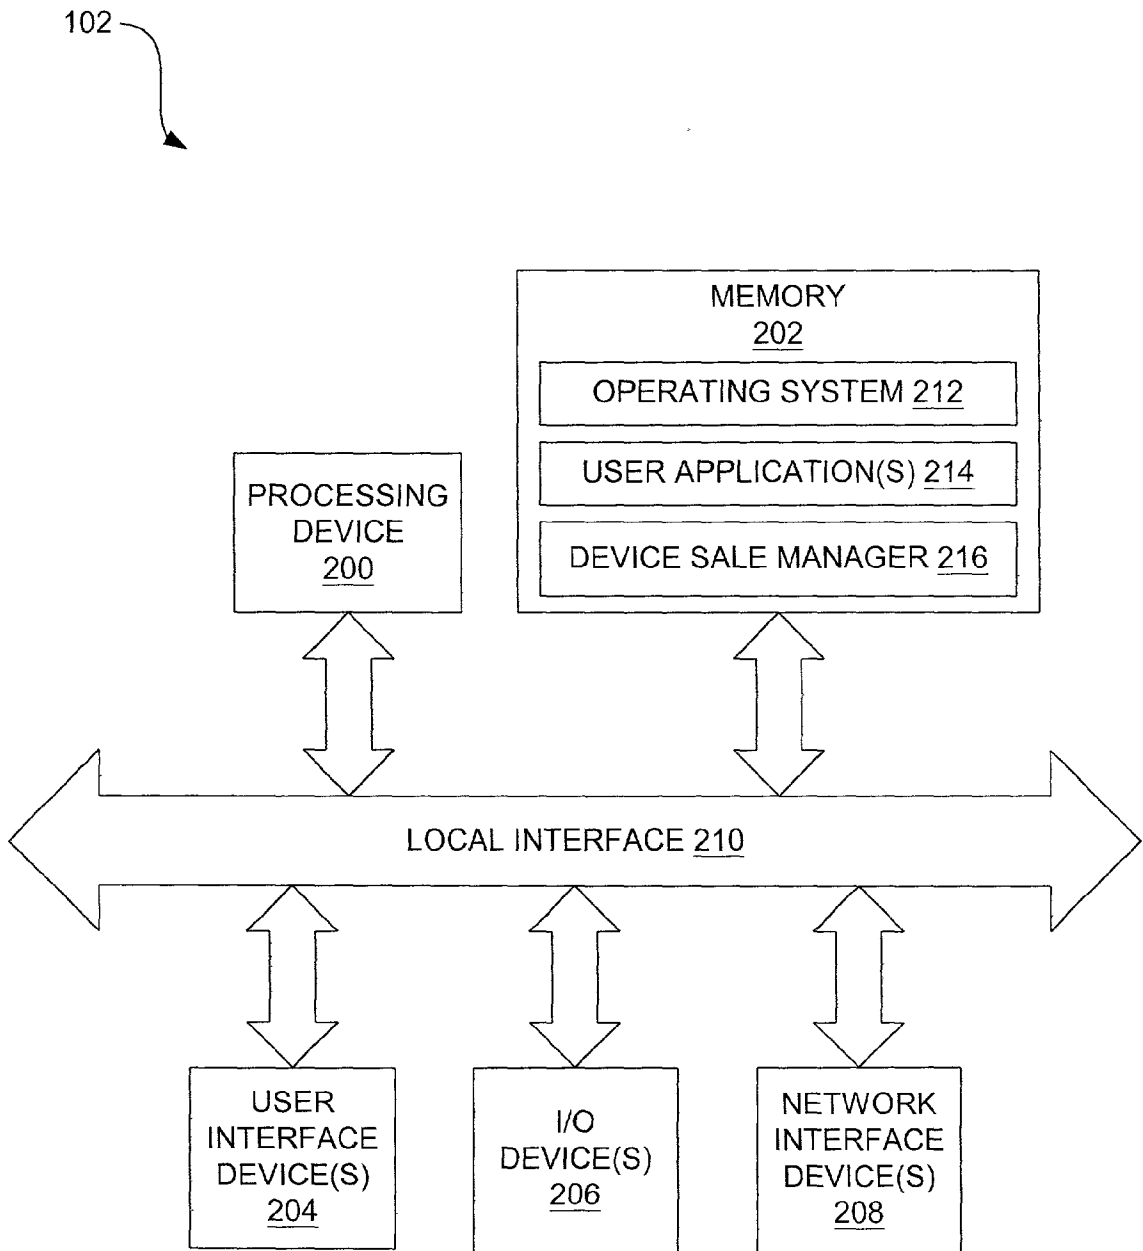 102
MEMORY
202
OPERATING SYSTEM 212
USER APPLICATION(S) 214
DEVICE SALE MANAGER 216
PROCESSING
DEVICE
200
LOCAL INTERFACE 210
USER
INTERFACE
DEVICE(S)
204
I/O
DEVICE(S)
206
NETWORK
INTERFACE
DEVICE(S)
208